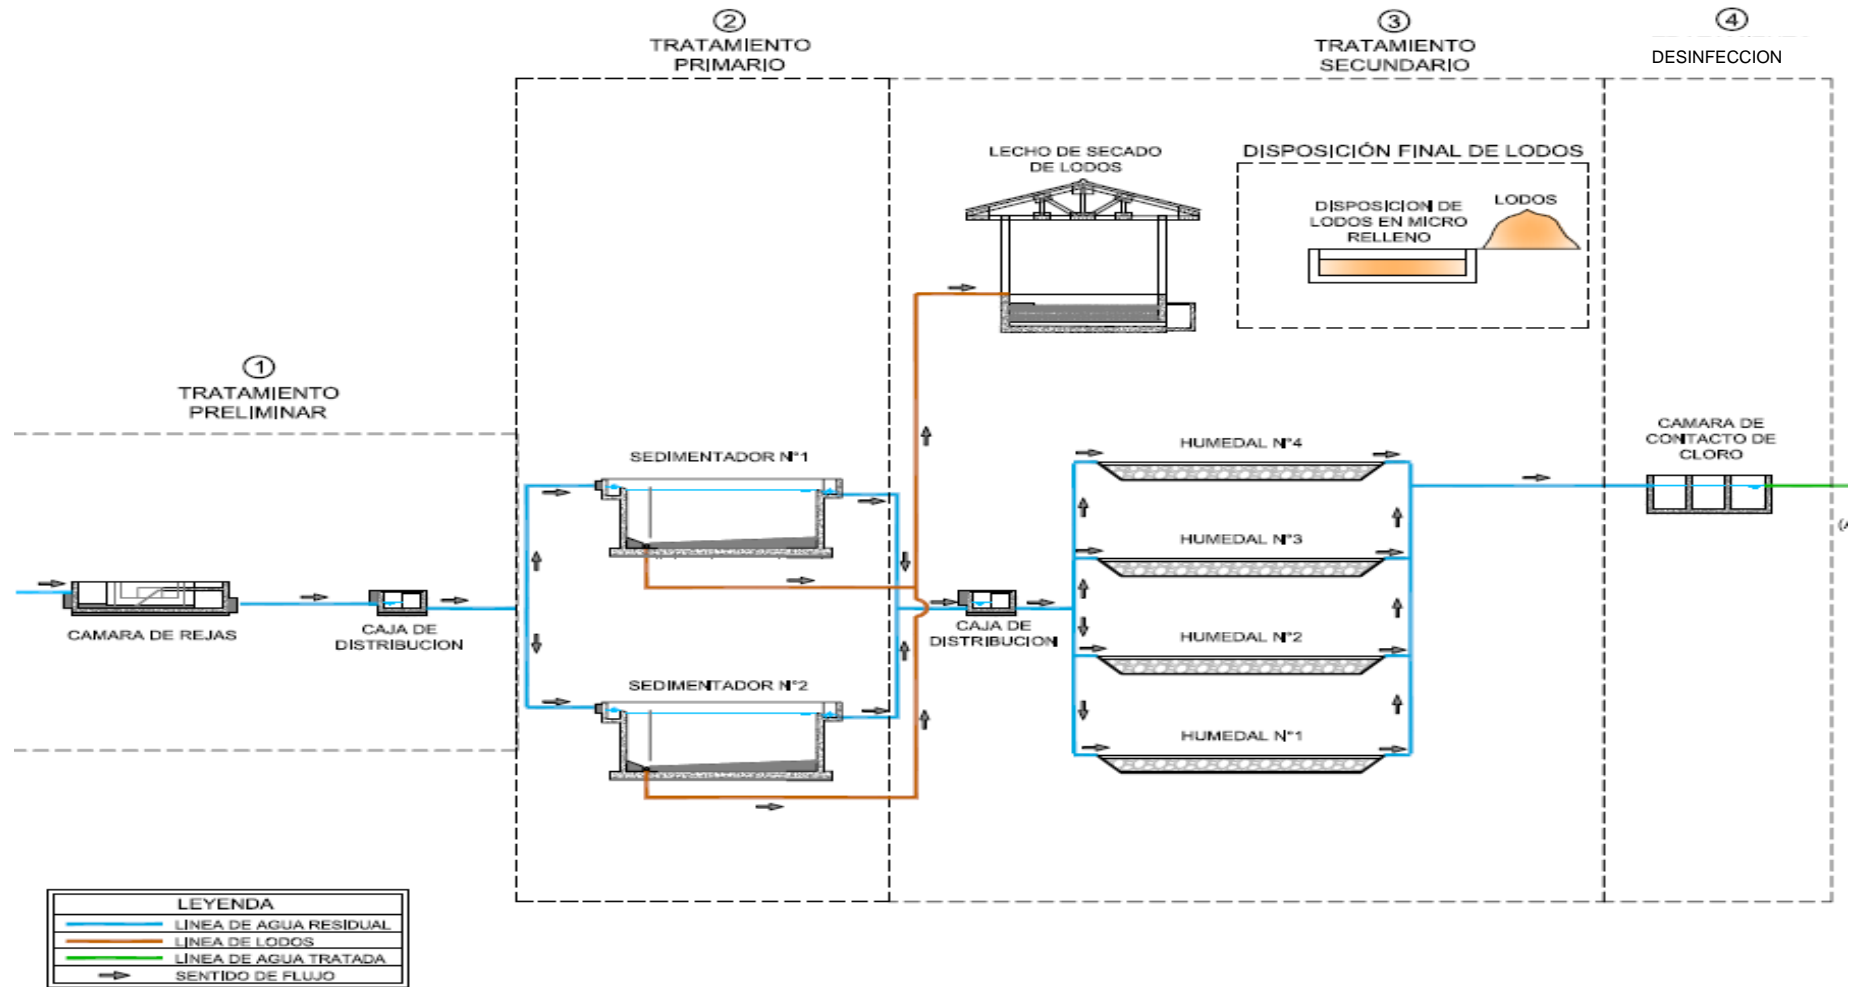 ①
TRATAMIENTO
PRELIMINAR
CAMARA DE REJAS
CAJA DE
DISTRIBUCION
②
TRATAMIENTO
PRIMARIO
SEDIMENTADOR N°1
SEDIMENTADOR N°2
③
TRATAMIENTO
SECUNDARIO
LECHO DE SECADO
DE LODOS
DISPOSICIÓN FINAL DE LODOS
DISPOSICION DE
LODOS EN MICRO
RELLENO
LODOS
CAJA DE
DISTRIBUCION
HUMEDAL N°4
HUMEDAL N°3
HUMEDAL N°2
HUMEDAL N°1
④
DESINFECCION
CAMARA DE
CONTACTO DE
CLORO
LEYENDA
LÍNEA DE AGUA RESIDUAL
LÍNEA DE LODOS
LÍNEA DE AGUA TRATADA
SENTIDO DE FLUJO